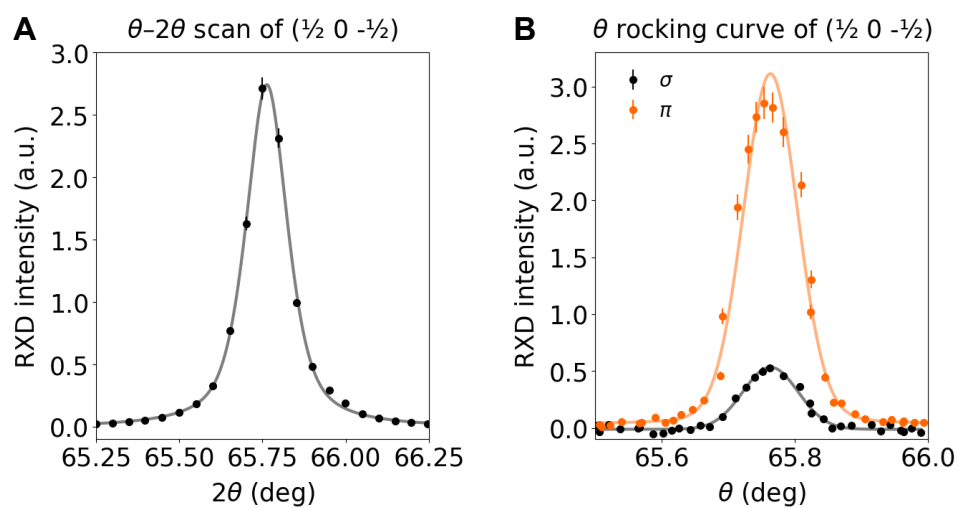 A
θ–2θ scan of (½ 0 -½)
RXD intensity (a.u.)
3.0
2.5
2.0
1.5
1.0
0.5
0.0
65.25 65.50 65.75 66.00 66.25
2θ (deg)
B
θ rocking curve of (½ 0 -½)
σ
π
RXD intensity (a.u.)
3.0
2.5
2.0
1.5
1.0
0.5
0.0
65.6 65.8 66.0
θ (deg)